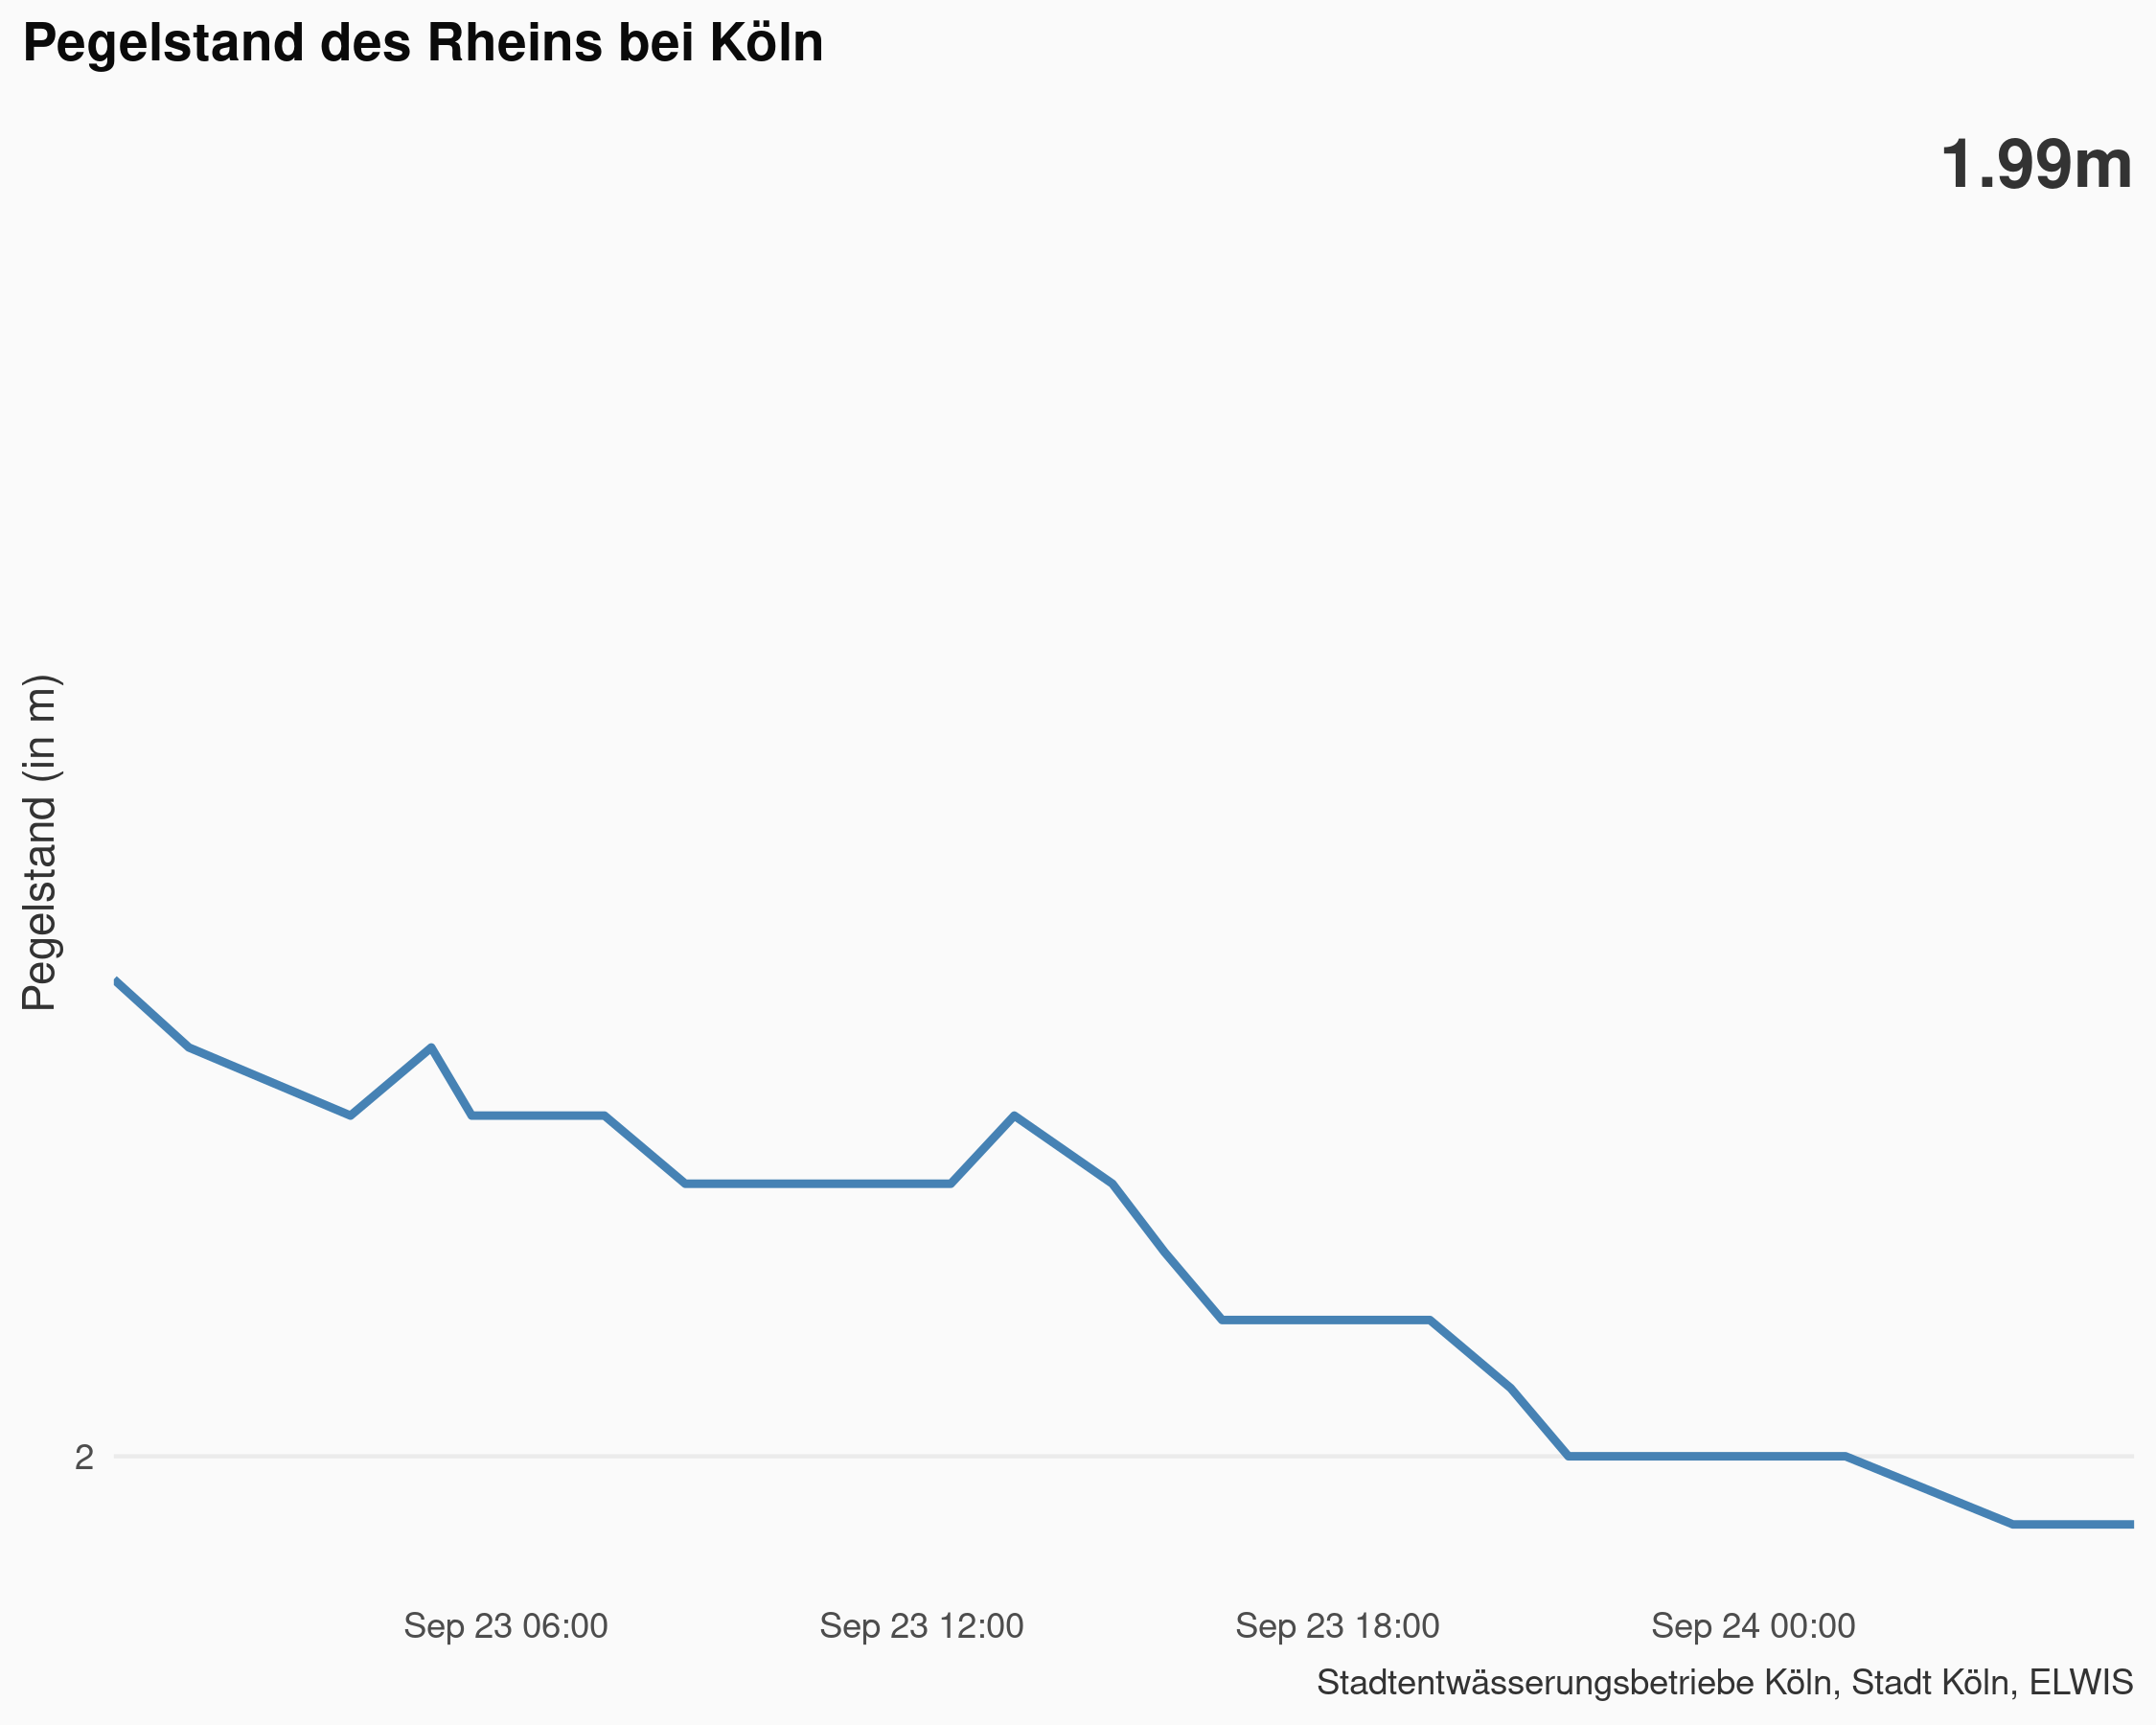 Pegelstand des Rheins bei Köln
1.99m
Pegelstand (in m)
2
Sep 23 06:00
Sep 23 12:00
Sep 23 18:00
Sep 24 00:00
Stadtentwässerungsbetriebe Köln, Stadt Köln, ELWIS